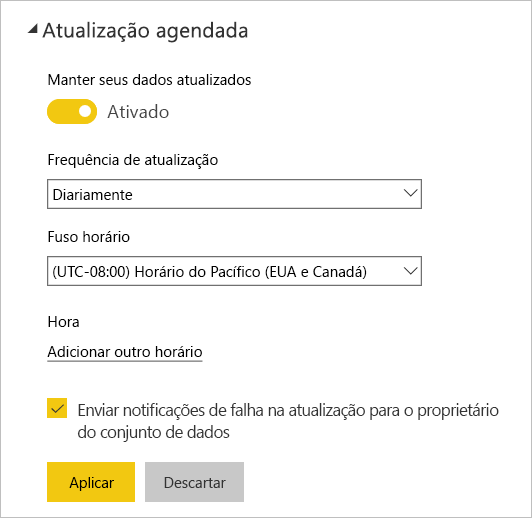 Atualização agendada
Manter seus dados atualizados
Ativado
Frequência de atualização
Diariamente
Fuso horário
(UTC-08:00) Horário do Pacífico (EUA e Canadá)
Hora
Adicionar outro horário
Enviar notificações de falha na atualização para o proprietário
do conjunto de dados
Aplicar
Descartar